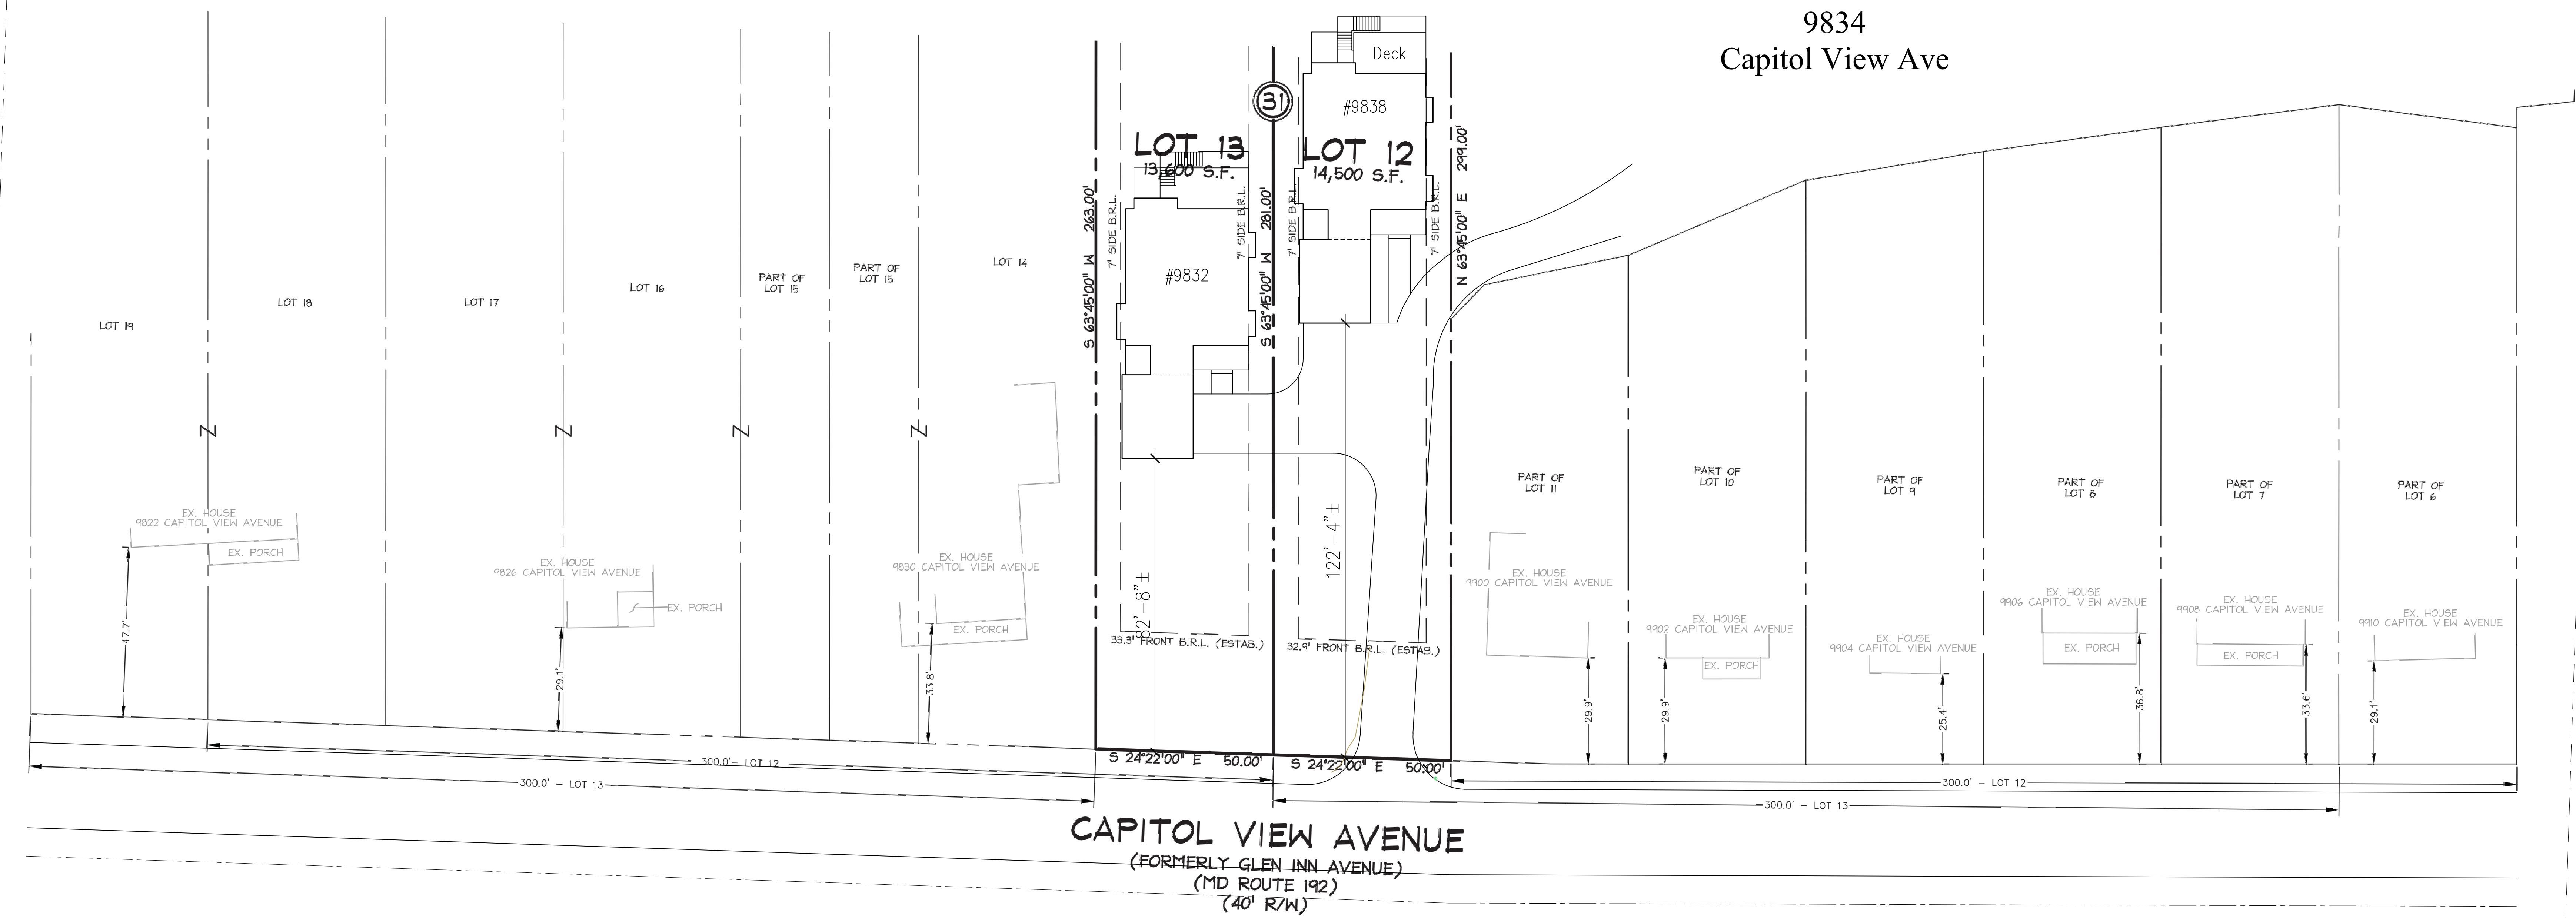 9834
Capitol View Ave
Deck
#9838
31
LOT 13
13,600 S.F.
LOT 12
14,500 S.F.
S 63°45'00" W 263.00'
7' SIDE B.R.L.
7' SIDE B.R.L.
S 63°45'00" W 281.00'
7' SIDE B.R.L.
7' SIDE B.R.L.
N 63°45'00" E 299.00'
#9832
LOT 19
LOT 18
LOT 17
LOT 16
PART OF
LOT 15
PART OF
LOT 15
LOT 14
Z
Z
Z
Z
PART OF
LOT 11
PART OF
LOT 10
PART OF
LOT 9
PART OF
LOT 8
PART OF
LOT 7
PART OF
LOT 6
EX. HOUSE
9822 CAPITOL VIEW AVENUE
EX. PORCH
47.7'
EX. HOUSE
9826 CAPITOL VIEW AVENUE
EX. PORCH
29.1'
EX. HOUSE
9830 CAPITOL VIEW AVENUE
EX. PORCH
33.8'
82'-8"±
33.3' FRONT B.R.L. (ESTAB.)
122'-4"±
32.9' FRONT B.R.L. (ESTAB.)
EX. HOUSE
9900 CAPITOL VIEW AVENUE
29.9'
EX. HOUSE
9902 CAPITOL VIEW AVENUE
EX. PORCH
29.9'
EX. HOUSE
9904 CAPITOL VIEW AVENUE
25.4'
EX. HOUSE
9906 CAPITOL VIEW AVENUE
EX. PORCH
36.8'
EX. HOUSE
9908 CAPITOL VIEW AVENUE
EX. PORCH
33.6'
EX. HOUSE
9910 CAPITOL VIEW AVENUE
29.1'
S 24°22'00" E 50.00'
S 24°22'00" E 50.00'
300.0'- LOT 12
300.0' - LOT 13
300.0' - LOT 12
300.0' - LOT 13
CAPITOL VIEW AVENUE
(FORMERLY GLEN INN AVENUE)
(MD ROUTE 192)
(40' R/W)